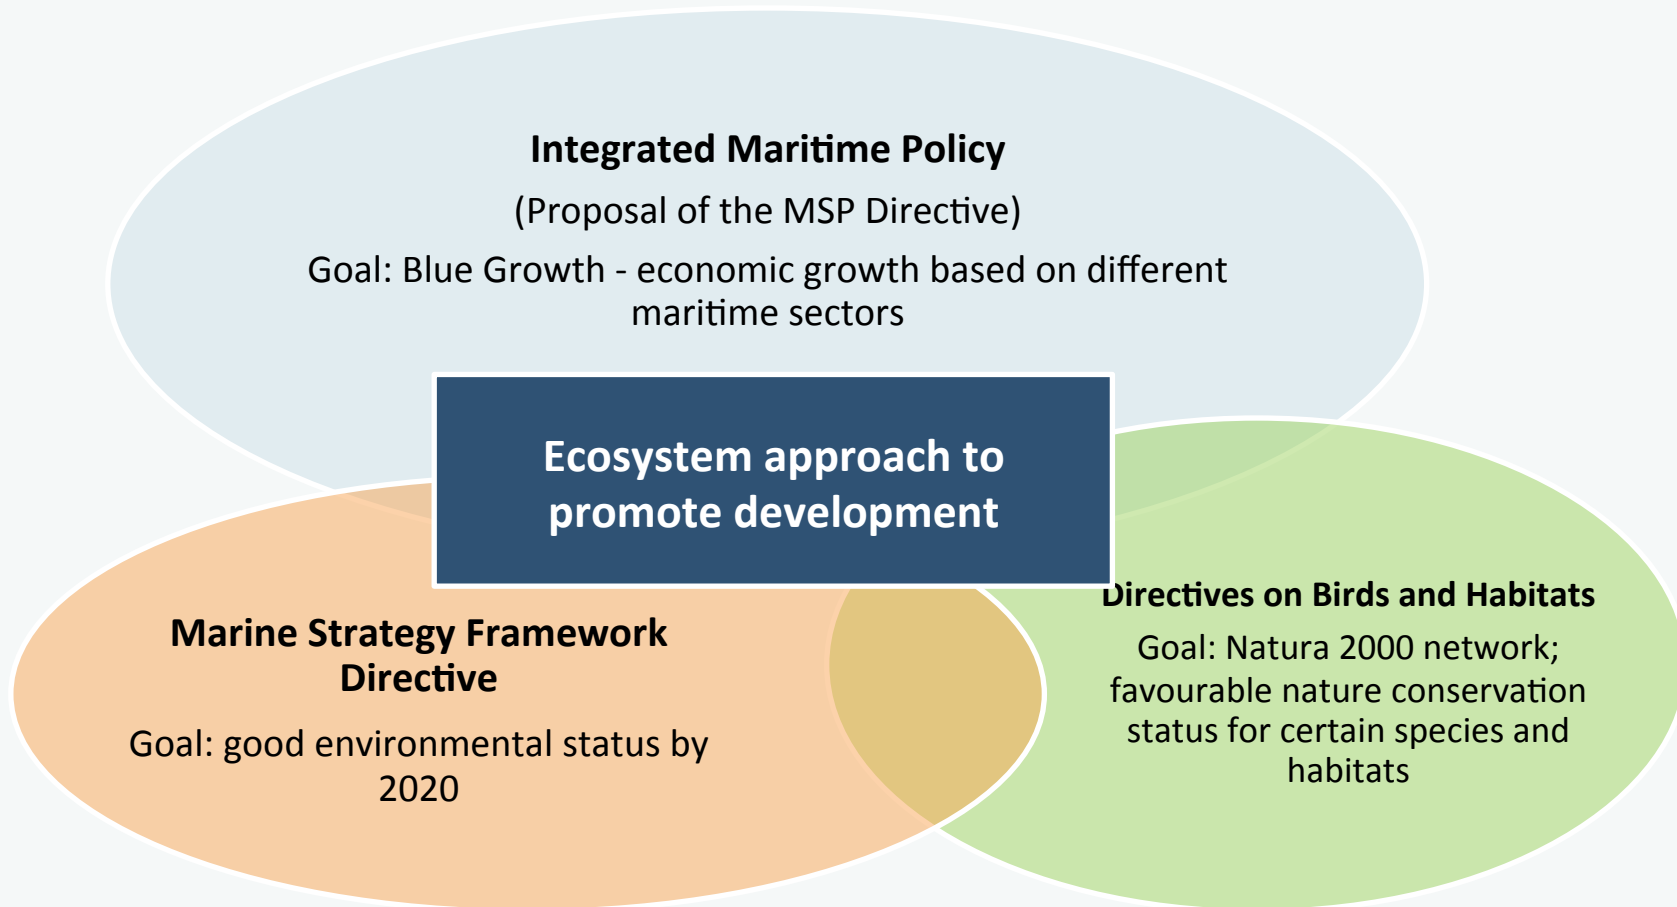 Integrated Maritime Policy
(Proposal of the MSP Directive)
Goal: Blue Growth - economic growth based on different
maritime sectors
Ecosystem approach to
promote development
Marine Strategy Framework
Directive
Goal: good environmental status by
2020
Directives on Birds and Habitats
Goal: Natura 2000 network;
favourable nature conservation
status for certain species and
habitats